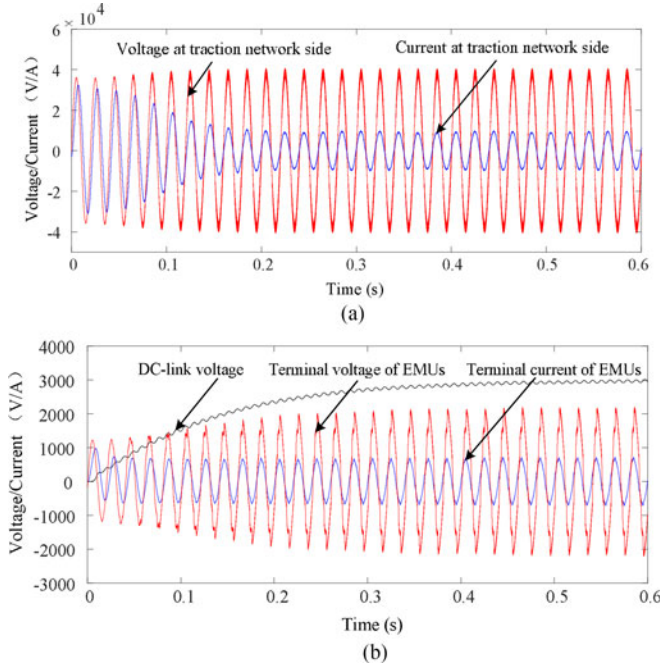 × 10⁴
6
4
2
0
-2
-4
Voltage/Current （V/A）
Voltage at traction network side
Current at traction network side
0 0.1 0.2 0.3 0.4 0.5 0.6
Time (s)
(a)
4000
3000
2000
1000
0
-1000
-2000
-3000
Voltage/Current （V/A）
DC-link voltage
Terminal voltage of EMUs
Terminal current of EMUs
0 0.1 0.2 0.3 0.4 0.5 0.6
Time (s)
(b)